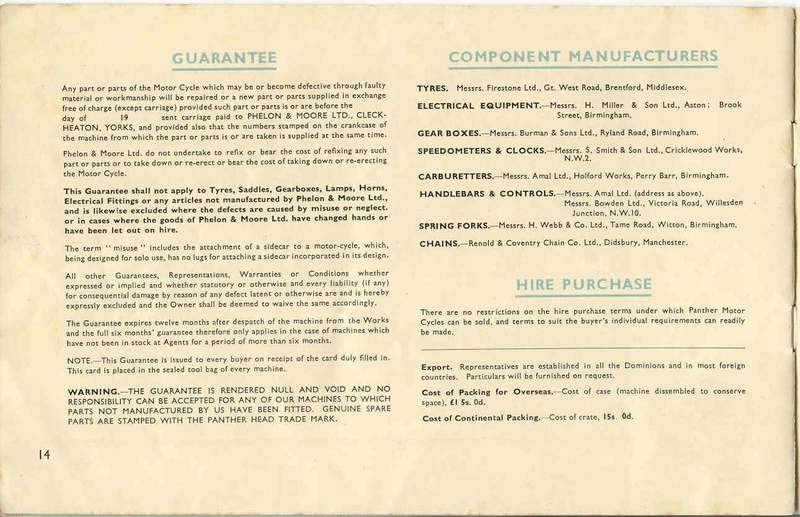 GUARANTEE
Any part or parts of the Motor Cycle which may be or become defective through faulty
material or workmanship will be repaired or a new part or parts supplied in exchange
free of charge (except carriage) provided such part or parts is or are before the
day of 19 sent carriage paid to PHELON & MOORE LTD., CLECK-
HEATON, YORKS, and provided also that the numbers stamped on the crankcase of
the machine from which the part or parts is or are taken is supplied at the same time.
Phelon & Moore Ltd. do not undertake to refix or bear the cost of refixing any such
part or parts or to take down or re-erect or bear the cost of taking down or re-erecting
the Motor Cycle.
This Guarantee shall not apply to Tyres, Saddles, Gearboxes, Lamps, Horns,
Electrical Fittings or any articles not manufactured by Phelon & Moore Ltd.,
and is likewise excluded where the defects are caused by misuse or neglect.
or in cases where the goods of Phelon & Moore Ltd. have changed hands or
have been let out on hire.
The term " misuse " includes the attachment of a sidecar to a motor-cycle, which,
being designed for solo use, has no lugs for attaching a sidecar incorporated in its design.
All other Guarantees, Representations, Warranties or Conditions whether
expressed or implied and whether statutory or otherwise and every liability (if any)
for consequential damage by reason of any defect latent or otherwise are and is hereby
expressly excluded and the Owner shall be deemed to waive the same accordingly.
The Guarantee expires twelve months after despatch of the machine from the Works
and the full six months' guarantee therefore only applies in the case of machines which
have not been in stock at Agents for a period of more than six months.
NOTE.—This Guarantee is issued to every buyer on receipt of the card duly filled in.
This card is placed in the sealed tool bag of every machine.
WARNING.—THE GUARANTEE IS RENDERED NULL AND VOID AND NO
RESPONSIBILITY CAN BE ACCEPTED FOR ANY OF OUR MACHINES TO WHICH
PARTS NOT MANUFACTURED BY US HAVE BEEN FITTED. GENUINE SPARE
PARTS ARE STAMPED WITH THE PANTHER HEAD TRADE MARK.
14
COMPONENT MANUFACTURERS
TYRES. Messrs. Firestone Ltd., Gt. West Road, Brentford, Middlesex.
ELECTRICAL EQUIPMENT.—Messrs. H. Miller & Son Ltd., Aston; Brook
Street, Birmingham.
GEAR BOXES.—Messrs. Burman & Sons Ltd., Ryland Road, Birmingham.
SPEEDOMETERS & CLOCKS.—Messrs. S. Smith & Son Ltd., Cricklewood Works,
N.W.2.
CARBURETTERS.—Messrs. Amal Ltd., Holford Works, Perry Barr, Birmingham.
HANDLEBARS & CONTROLS.—Messrs. Amal Ltd. (address as above).
Messrs. Bowden Ltd., Victoria Road, Willesden
Junction, N.W.10.
SPRING FORKS.—Messrs. H. Webb & Co. Ltd., Tame Road, Witton, Birmingham.
CHAINS.—Renold & Coventry Chain Co. Ltd., Didsbury, Manchester.
HIRE PURCHASE
There are no restrictions on the hire purchase terms under which Panther Motor
Cycles can be sold, and terms to suit the buyer's individual requirements can readily
be made.
Export. Representatives are established in all the Dominions and in most foreign
countries. Particulars will be furnished on request.
Cost of Packing for Overseas.—Cost of case (machine dissembled to conserve
space), £1 5s. 0d.
Cost of Continental Packing.—Cost of crate, 15s. 0d.